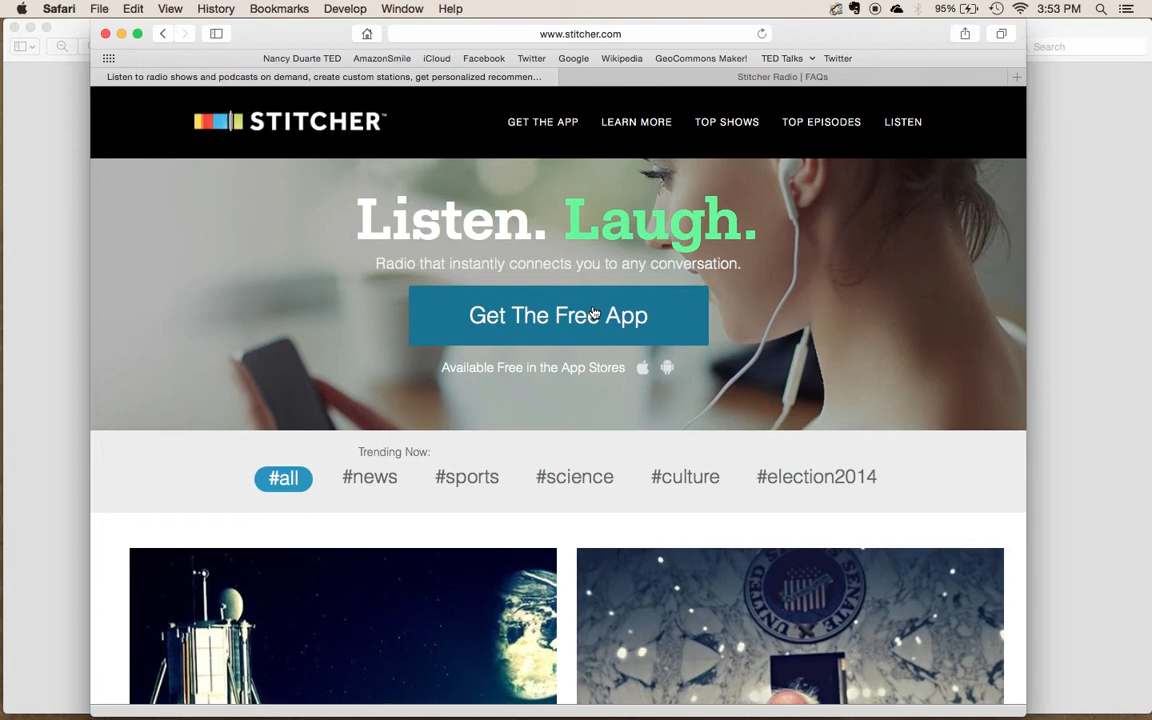 Safari File Edit View History Bookmarks Develop Window Help 95% 3:53 PM
www.stitcher.com
Search
Nancy Duarte TED AmazonSmile iCloud Facebook Twitter Google Wikipedia GeoCommons Maker! TED Talks Twitter
Listen to radio shows and podcasts on demand, create custom stations, get personalized recommen... Stitcher Radio | FAQs
STITCHER™ GET THE APP LEARN MORE TOP SHOWS TOP EPISODES LISTEN
Listen. Laugh.
Radio that instantly connects you to any conversation.
Get The Free App
Available Free in the App Stores
Trending Now:
#all #news #sports #science #culture #election2014
UNITED STATES SENATE